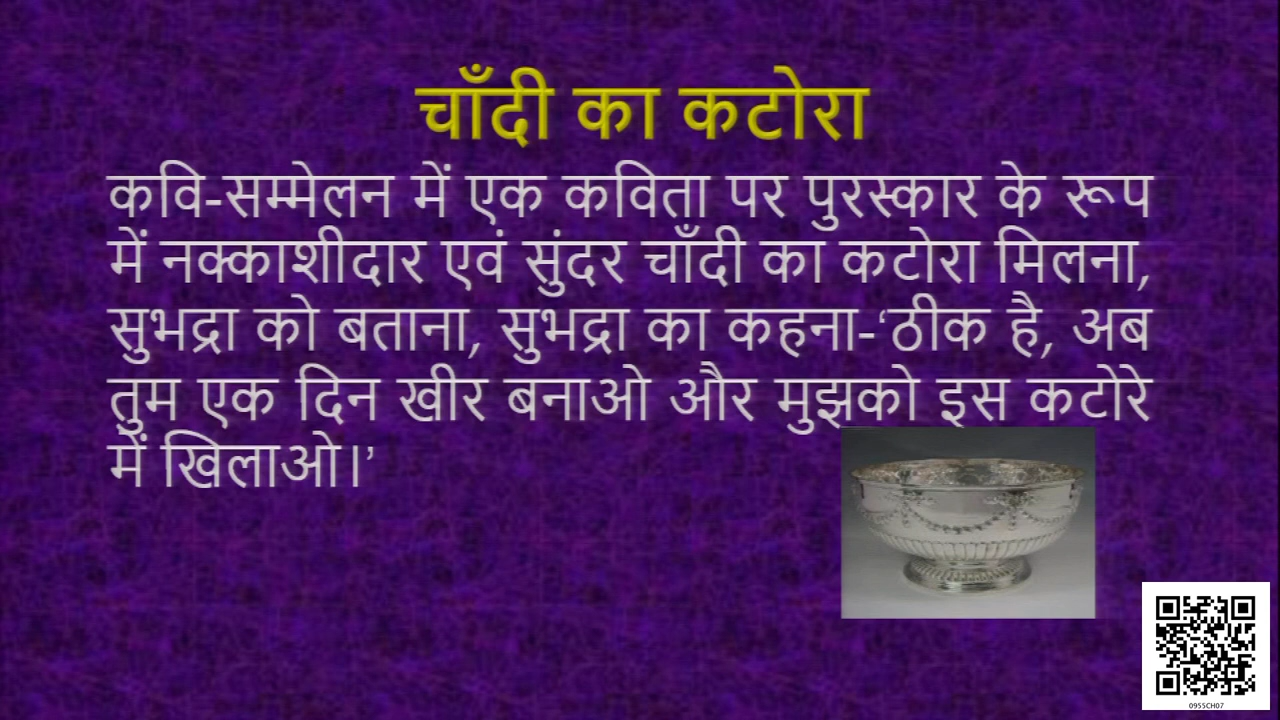 चाँदी का कटोरा
कवि-सम्मेलन में एक कविता पर पुरस्कार के रूप
में नक्काशीदार एवं सुंदर चाँदी का कटोरा मिलना,
सुभद्रा को बताना, सुभद्रा का कहना-‘ठीक है, अब
तुम एक दिन खीर बनाओ और मुझको इस कटोरे
में खिलाओ।’
0955CH07